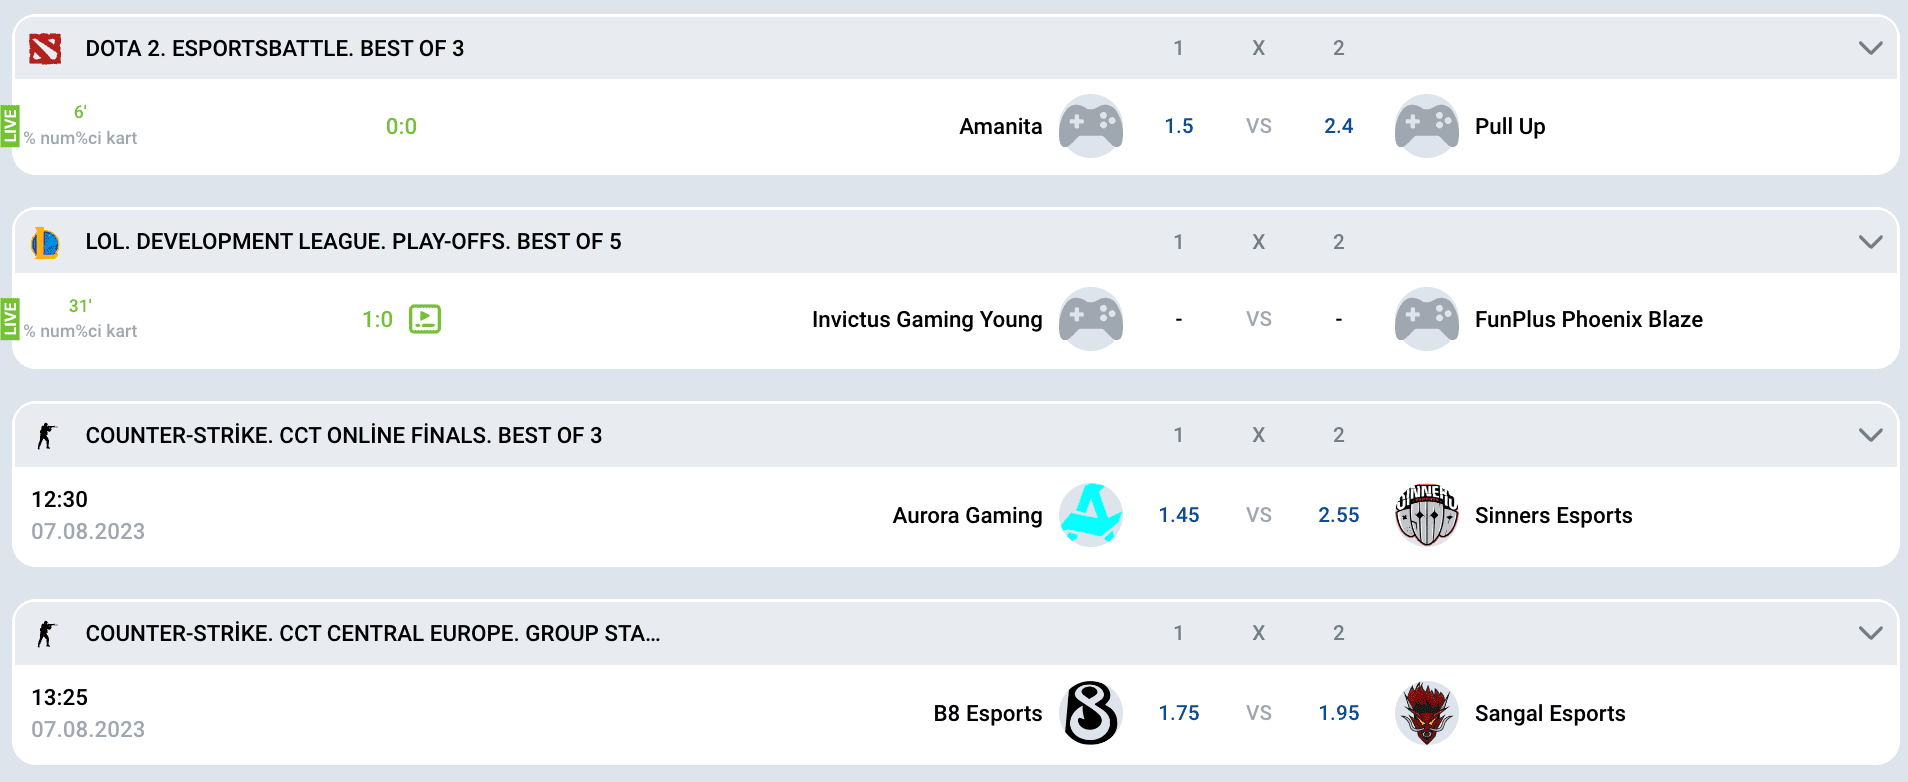 DOTA 2. ESPORTSBATTLE. BEST OF 3 1 X 2
LIVE 6' % num%ci kart 0:0 Amanita 1.5 VS 2.4 Pull Up
LOL. DEVELOPMENT LEAGUE. PLAY-OFFS. BEST OF 5 1 X 2
LIVE 31' % num%ci kart 1:0 Invictus Gaming Young - VS - FunPlus Phoenix Blaze
COUNTER-STRİKE. CCT ONLİNE FİNALS. BEST OF 3 1 X 2
12:30
07.08.2023
Aurora Gaming 1.45 VS 2.55 SINNERS Sinners Esports
COUNTER-STRİKE. CCT CENTRAL EUROPE. GROUP STA... 1 X 2
13:25
07.08.2023
B8 Esports 1.75 VS 1.95 Sangal Esports